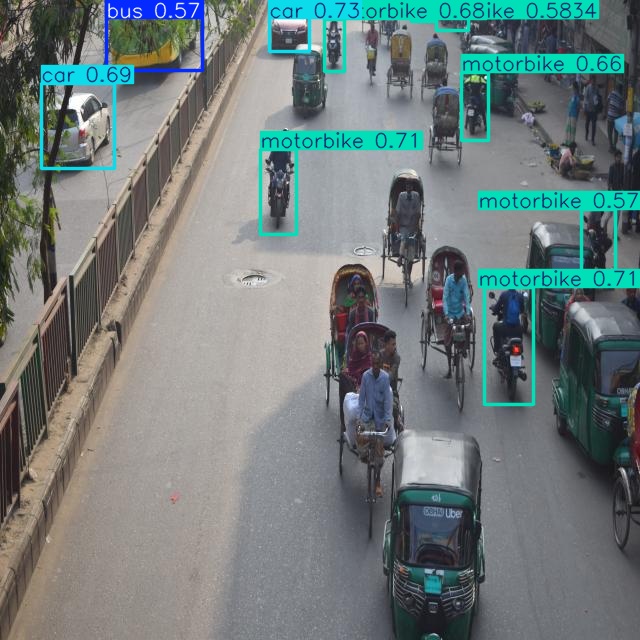 bus 0.57
car 0.73
orbike 0.68
ike 0.5834
car 0.69
motorbike 0.66
motorbike 0.71
motorbike 0.57
motorbike 0.71
OBHAI Uber